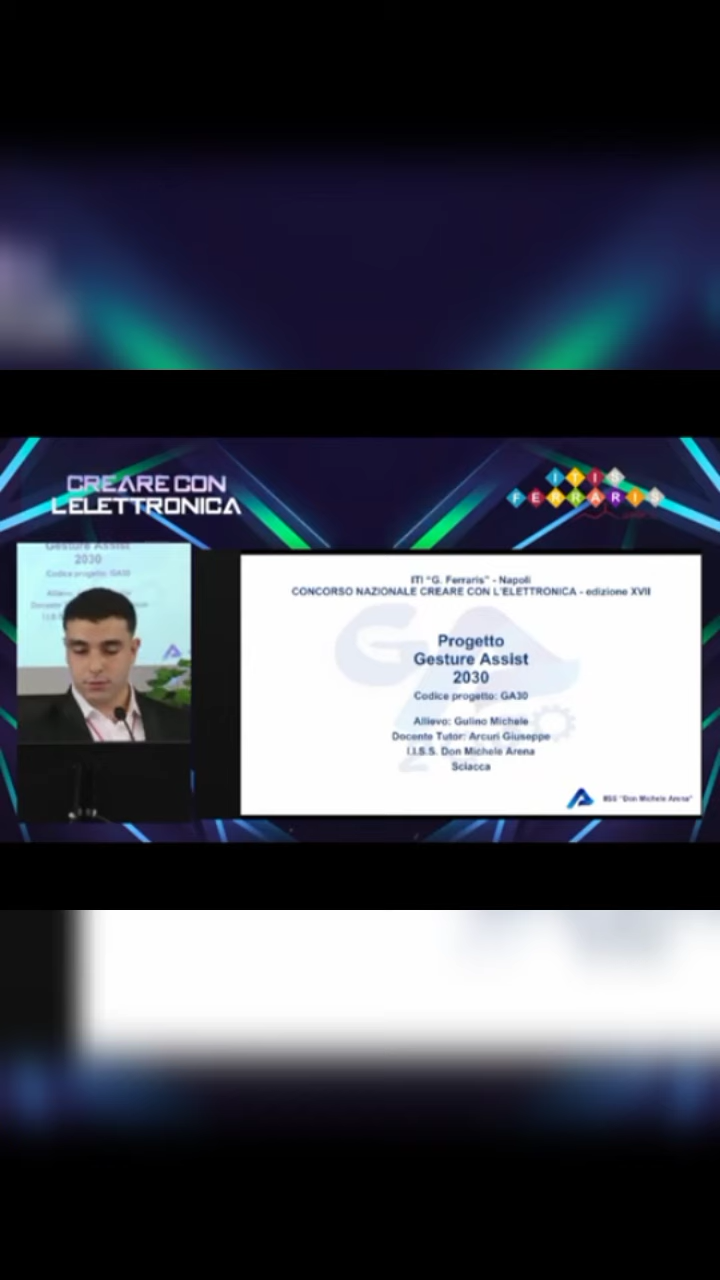 CREARE CON
L'ELETTRONICA
ITIS
FERRARIS
Gesture Assist
2030
Codice progetto: GA30
ITI "G. Ferraris" - Napoli
CONCORSO NAZIONALE CREARE CON L'ELETTRONICA - edizione XVII
Progetto
Gesture Assist
2030
Codice progetto: GA30
Allievo: Gulino Michele
Docente Tutor: Arcuri Giuseppe
I.I.S.S. Don Michele Arena
Sciacca
IISS "Don Michele Arena"